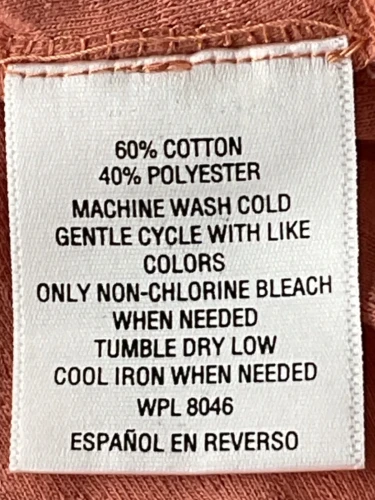 60% COTTON
40% POLYESTER
MACHINE WASH COLD
GENTLE CYCLE WITH LIKE
COLORS
ONLY NON-CHLORINE BLEACH
WHEN NEEDED
TUMBLE DRY LOW
COOL IRON WHEN NEEDED
WPL 8046
ESPAÑOL EN REVERSO